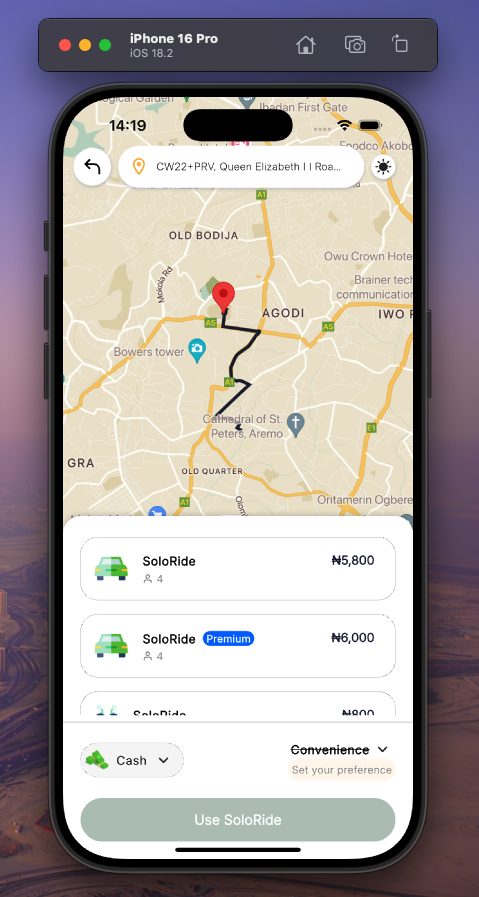 iPhone 16 Pro
iOS 18.2
Ibadan First Gate
14:19
CW22+PRV, Queen Elizabeth I I Roa...
A1
OLD BODIJA
Mokola Rd
Owu Crown Hote
Brainer tech
communication
AGODI
IWO
A5
A5
Bowers tower
A1
Cathedral of St.
Peters, Aremo
E1
GRA
OLD QUARTER
A1
Oritamerin Ogbere
SoloRide
₦5,800
4
SoloRide
Premium
₦6,000
4
SoloRide
₦800
Cash
Convenience
Set your preference
Use SoloRide